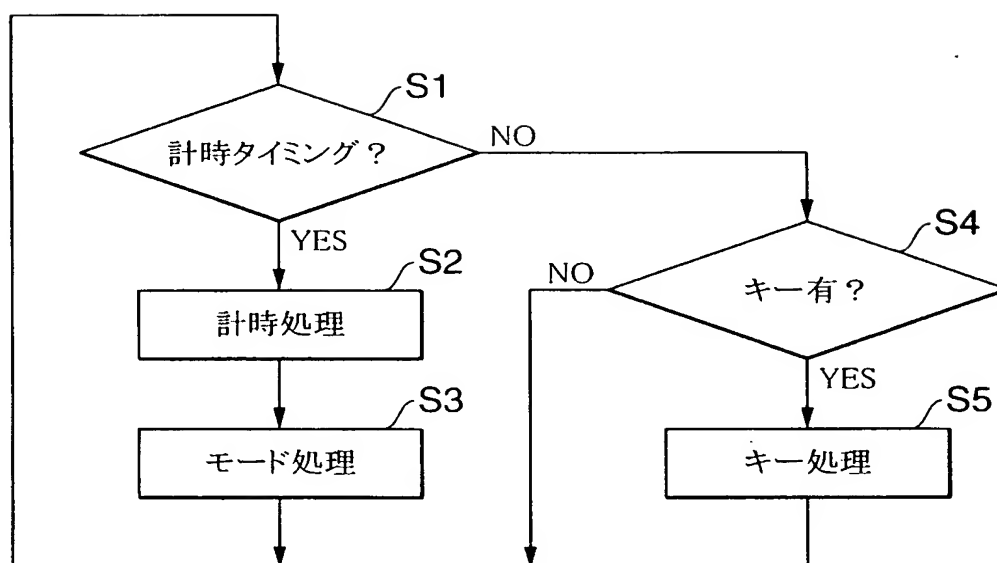 S1
計時タイミング？
NO
YES
S2
計時処理
S3
モード処理
S4
キー有？
NO
YES
S5
キー処理